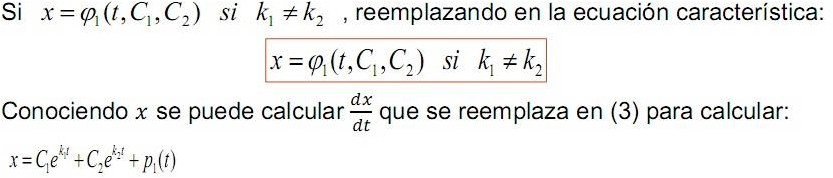 Si x = φ₁(t, C₁, C₂) si k₁ ≠ k₂ , reemplazando en la ecuación característica:
x = φ₁(t, C₁, C₂) si k₁ ≠ k₂
Conociendo x se puede calcular dx/dt que se reemplaza en (3) para calcular:
x = C₁e^{k₁t} + C₂e^{k₂t} + p₁(t)